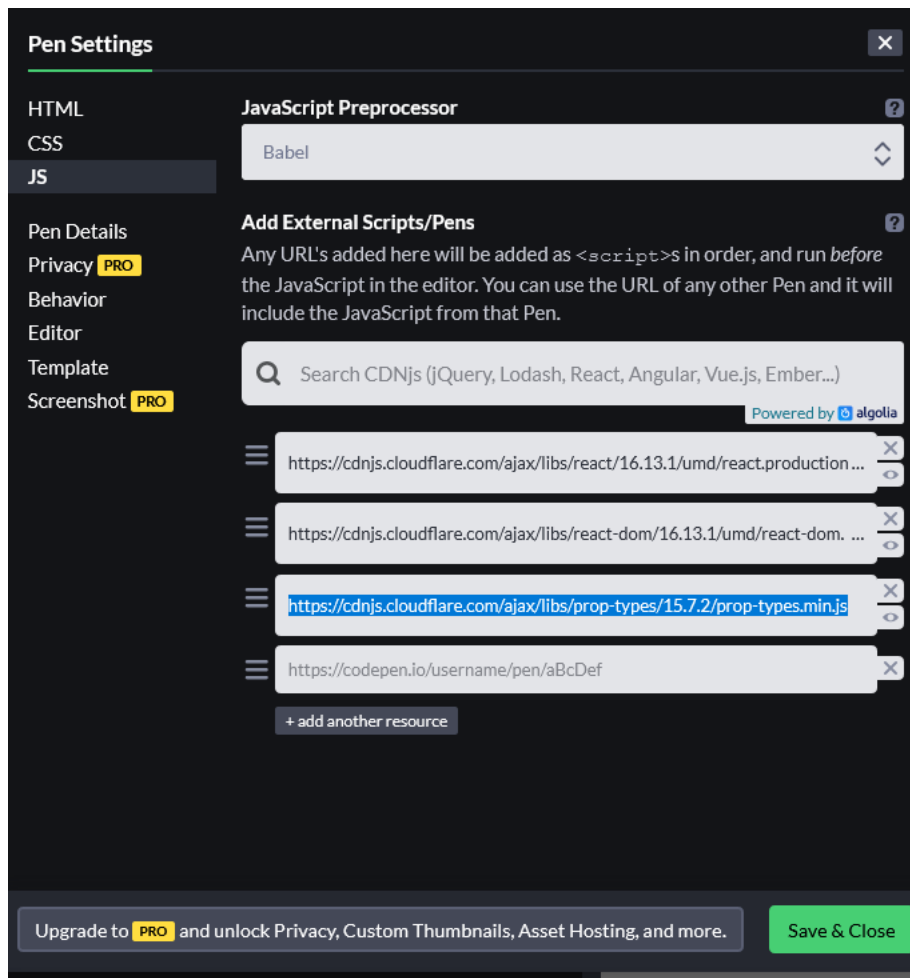 Pen Settings
HTML
CSS
JS
Pen Details
Privacy PRO
Behavior
Editor
Template
Screenshot PRO
JavaScript Preprocessor
Babel
Add External Scripts/Pens
Any URL's added here will be added as <script>s in order, and run before
the JavaScript in the editor. You can use the URL of any other Pen and it will
include the JavaScript from that Pen.
Search CDNjs (jQuery, Lodash, React, Angular, Vue.js, Ember...)
Powered by algolia
https://cdnjs.cloudflare.com/ajax/libs/react/16.13.1/umd/react.production ...
https://cdnjs.cloudflare.com/ajax/libs/react-dom/16.13.1/umd/react-dom. ...
https://cdnjs.cloudflare.com/ajax/libs/prop-types/15.7.2/prop-types.min.js
https://codepen.io/username/pen/aBcDef
+ add another resource
Upgrade to PRO and unlock Privacy, Custom Thumbnails, Asset Hosting, and more.
Save & Close